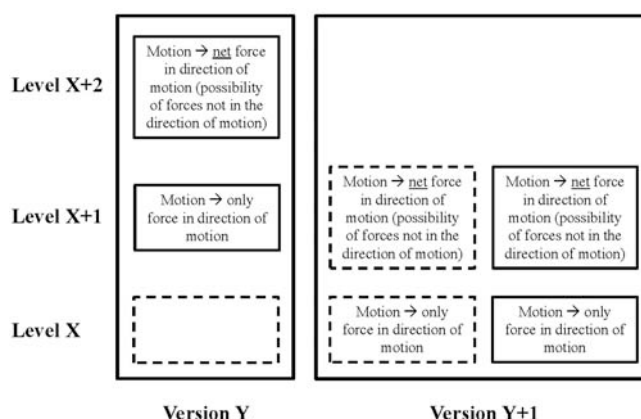 Level X+2
Motion → net force
in direction of
motion (possibility
of forces not in the
direction of motion)
Level X+1
Motion → only
force in direction of
motion
Motion → net force
in direction of
motion (possibility
of forces not in the
direction of motion)
Motion → net force
in direction of
motion (possibility
of forces not in the
direction of motion)
Level X
Motion → only
force in direction of
motion
Motion → only
force in direction of
motion
Version Y
Version Y+1